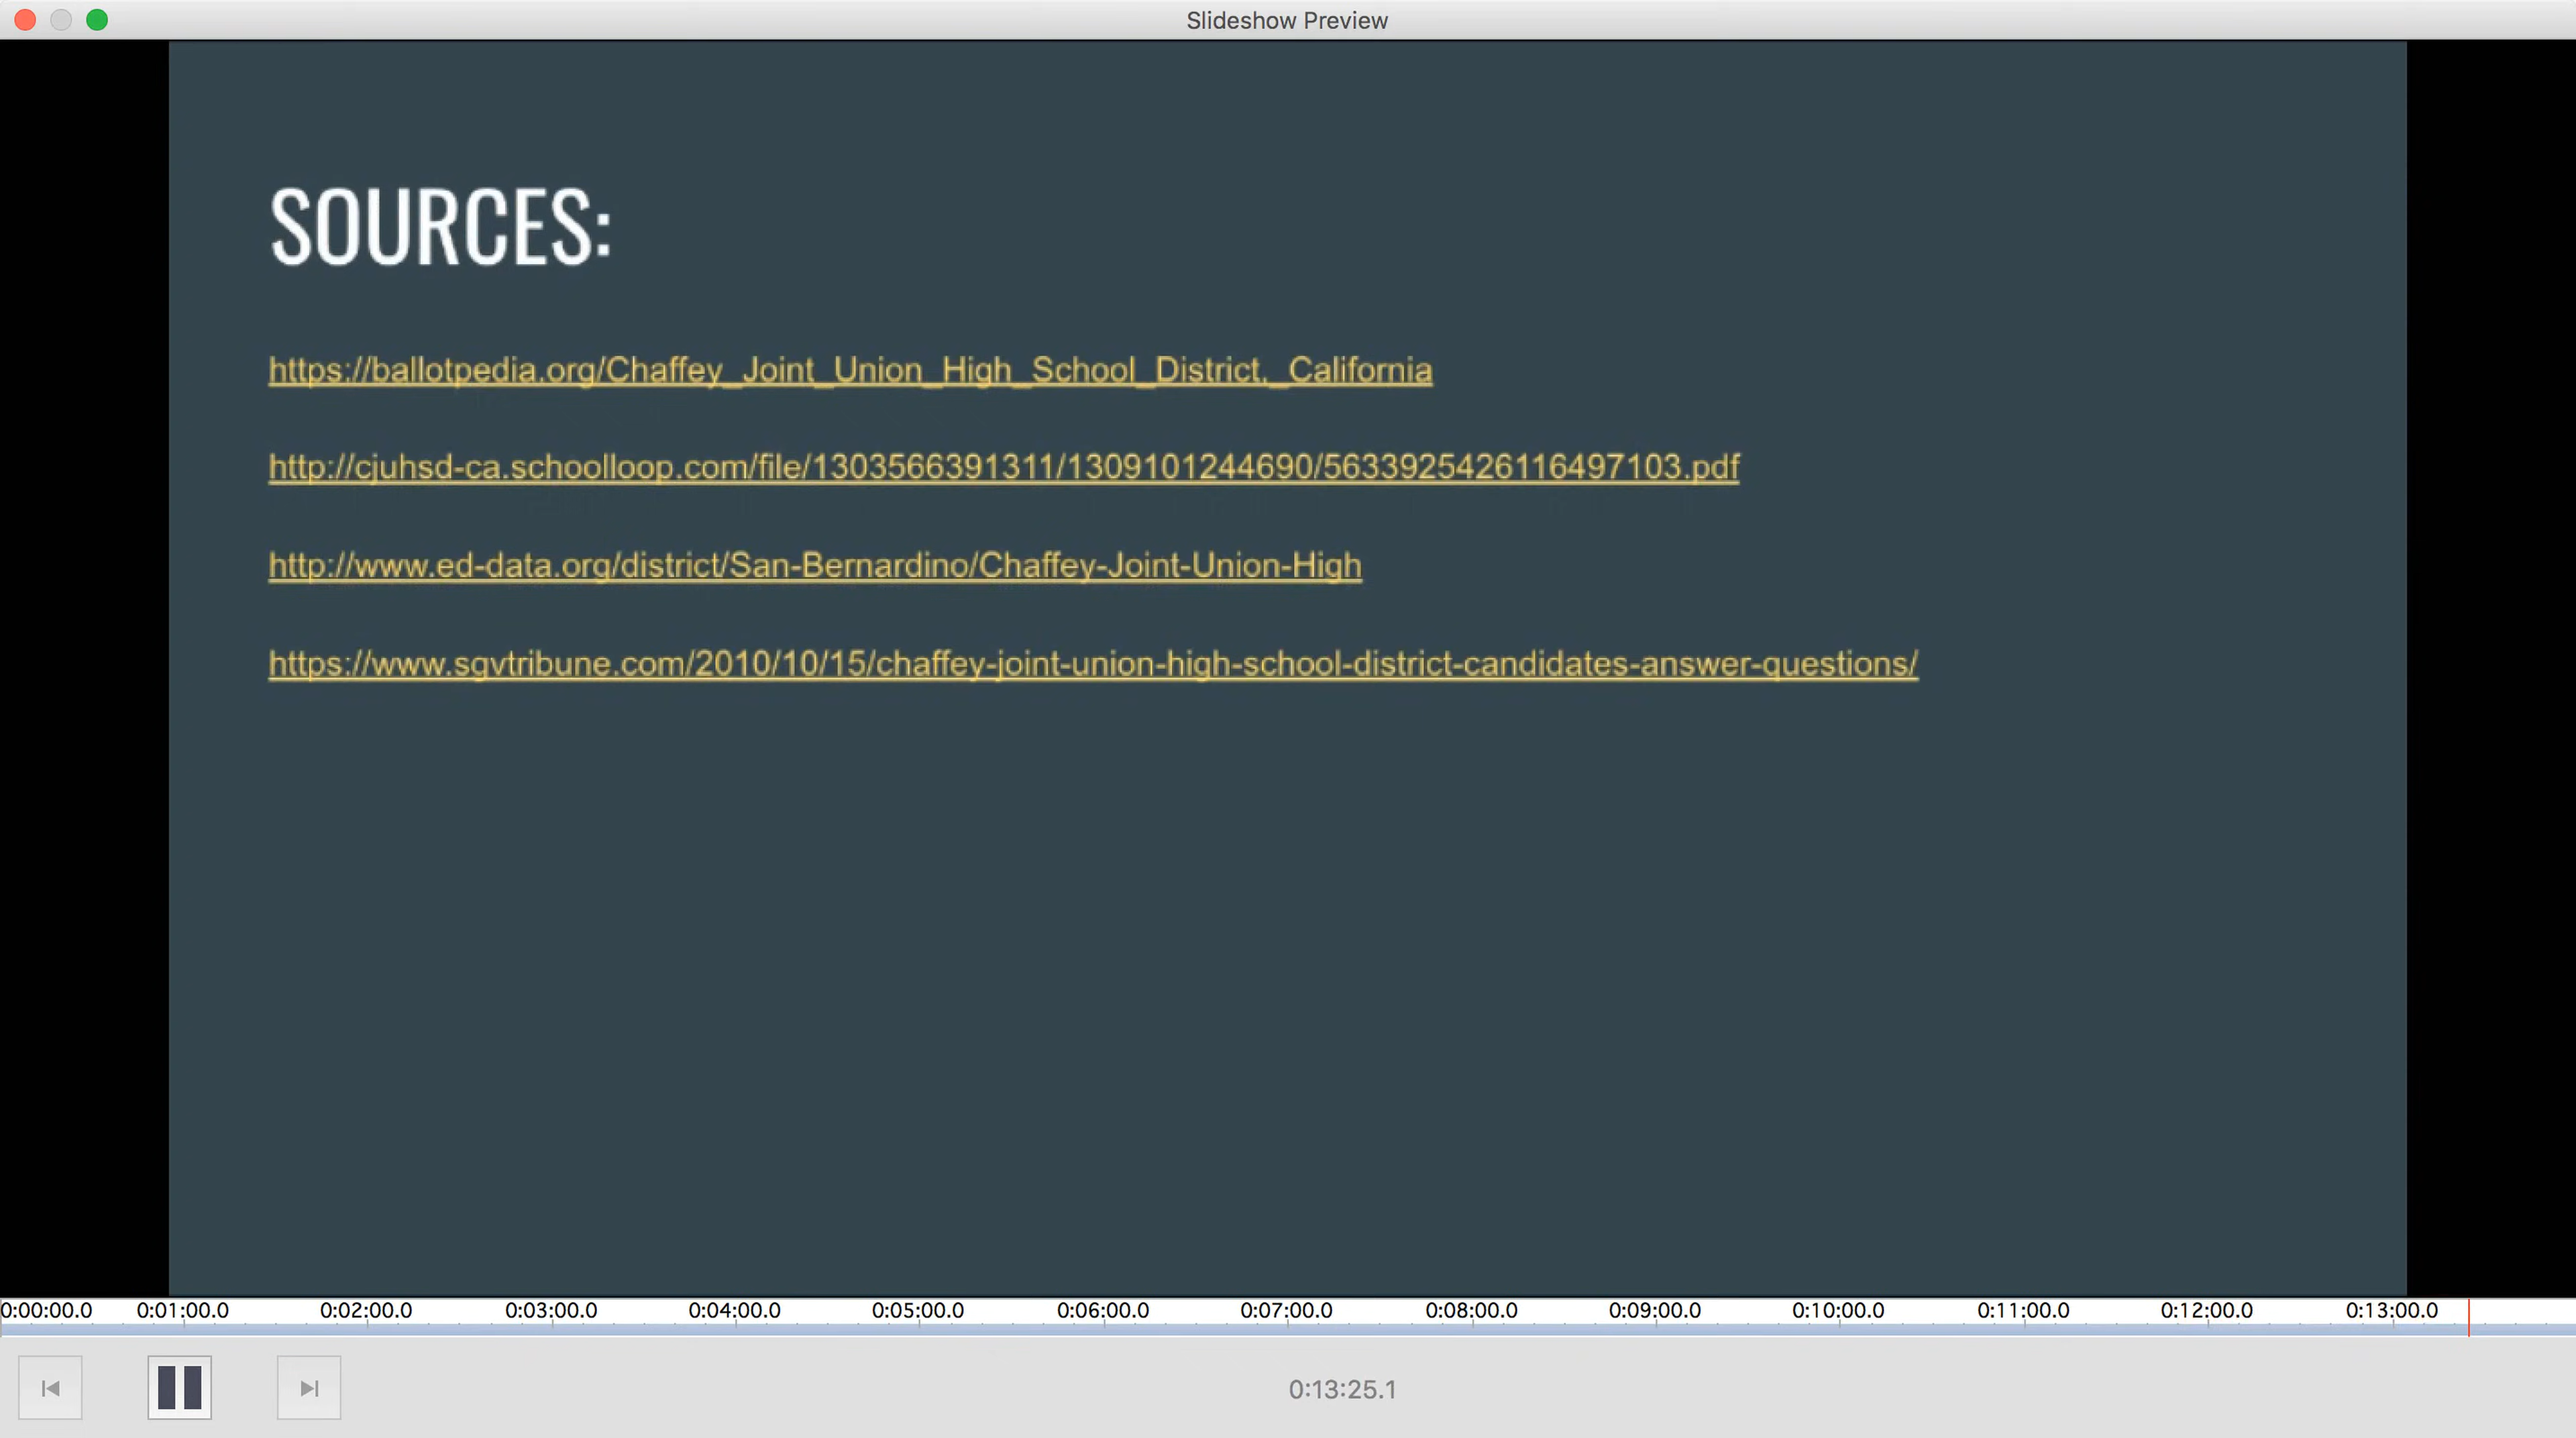 Slideshow Preview
SOURCES:
https://ballotpedia.org/Chaffey_Joint_Union_High_School_District,_California
http://cjuhsd-ca.schoolloop.com/file/1303566391311/1309101244690/5633925426116497103.pdf
http://www.ed-data.org/district/San-Bernardino/Chaffey-Joint-Union-High
https://www.sgvtribune.com/2010/10/15/chaffey-joint-union-high-school-district-candidates-answer-questions/
0:00:00.0 0:01:00.0 0:02:00.0 0:03:00.0 0:04:00.0 0:05:00.0 0:06:00.0 0:07:00.0 0:08:00.0 0:09:00.0 0:10:00.0 0:11:00.0 0:12:00.0 0:13:00.0
0:13:25.1